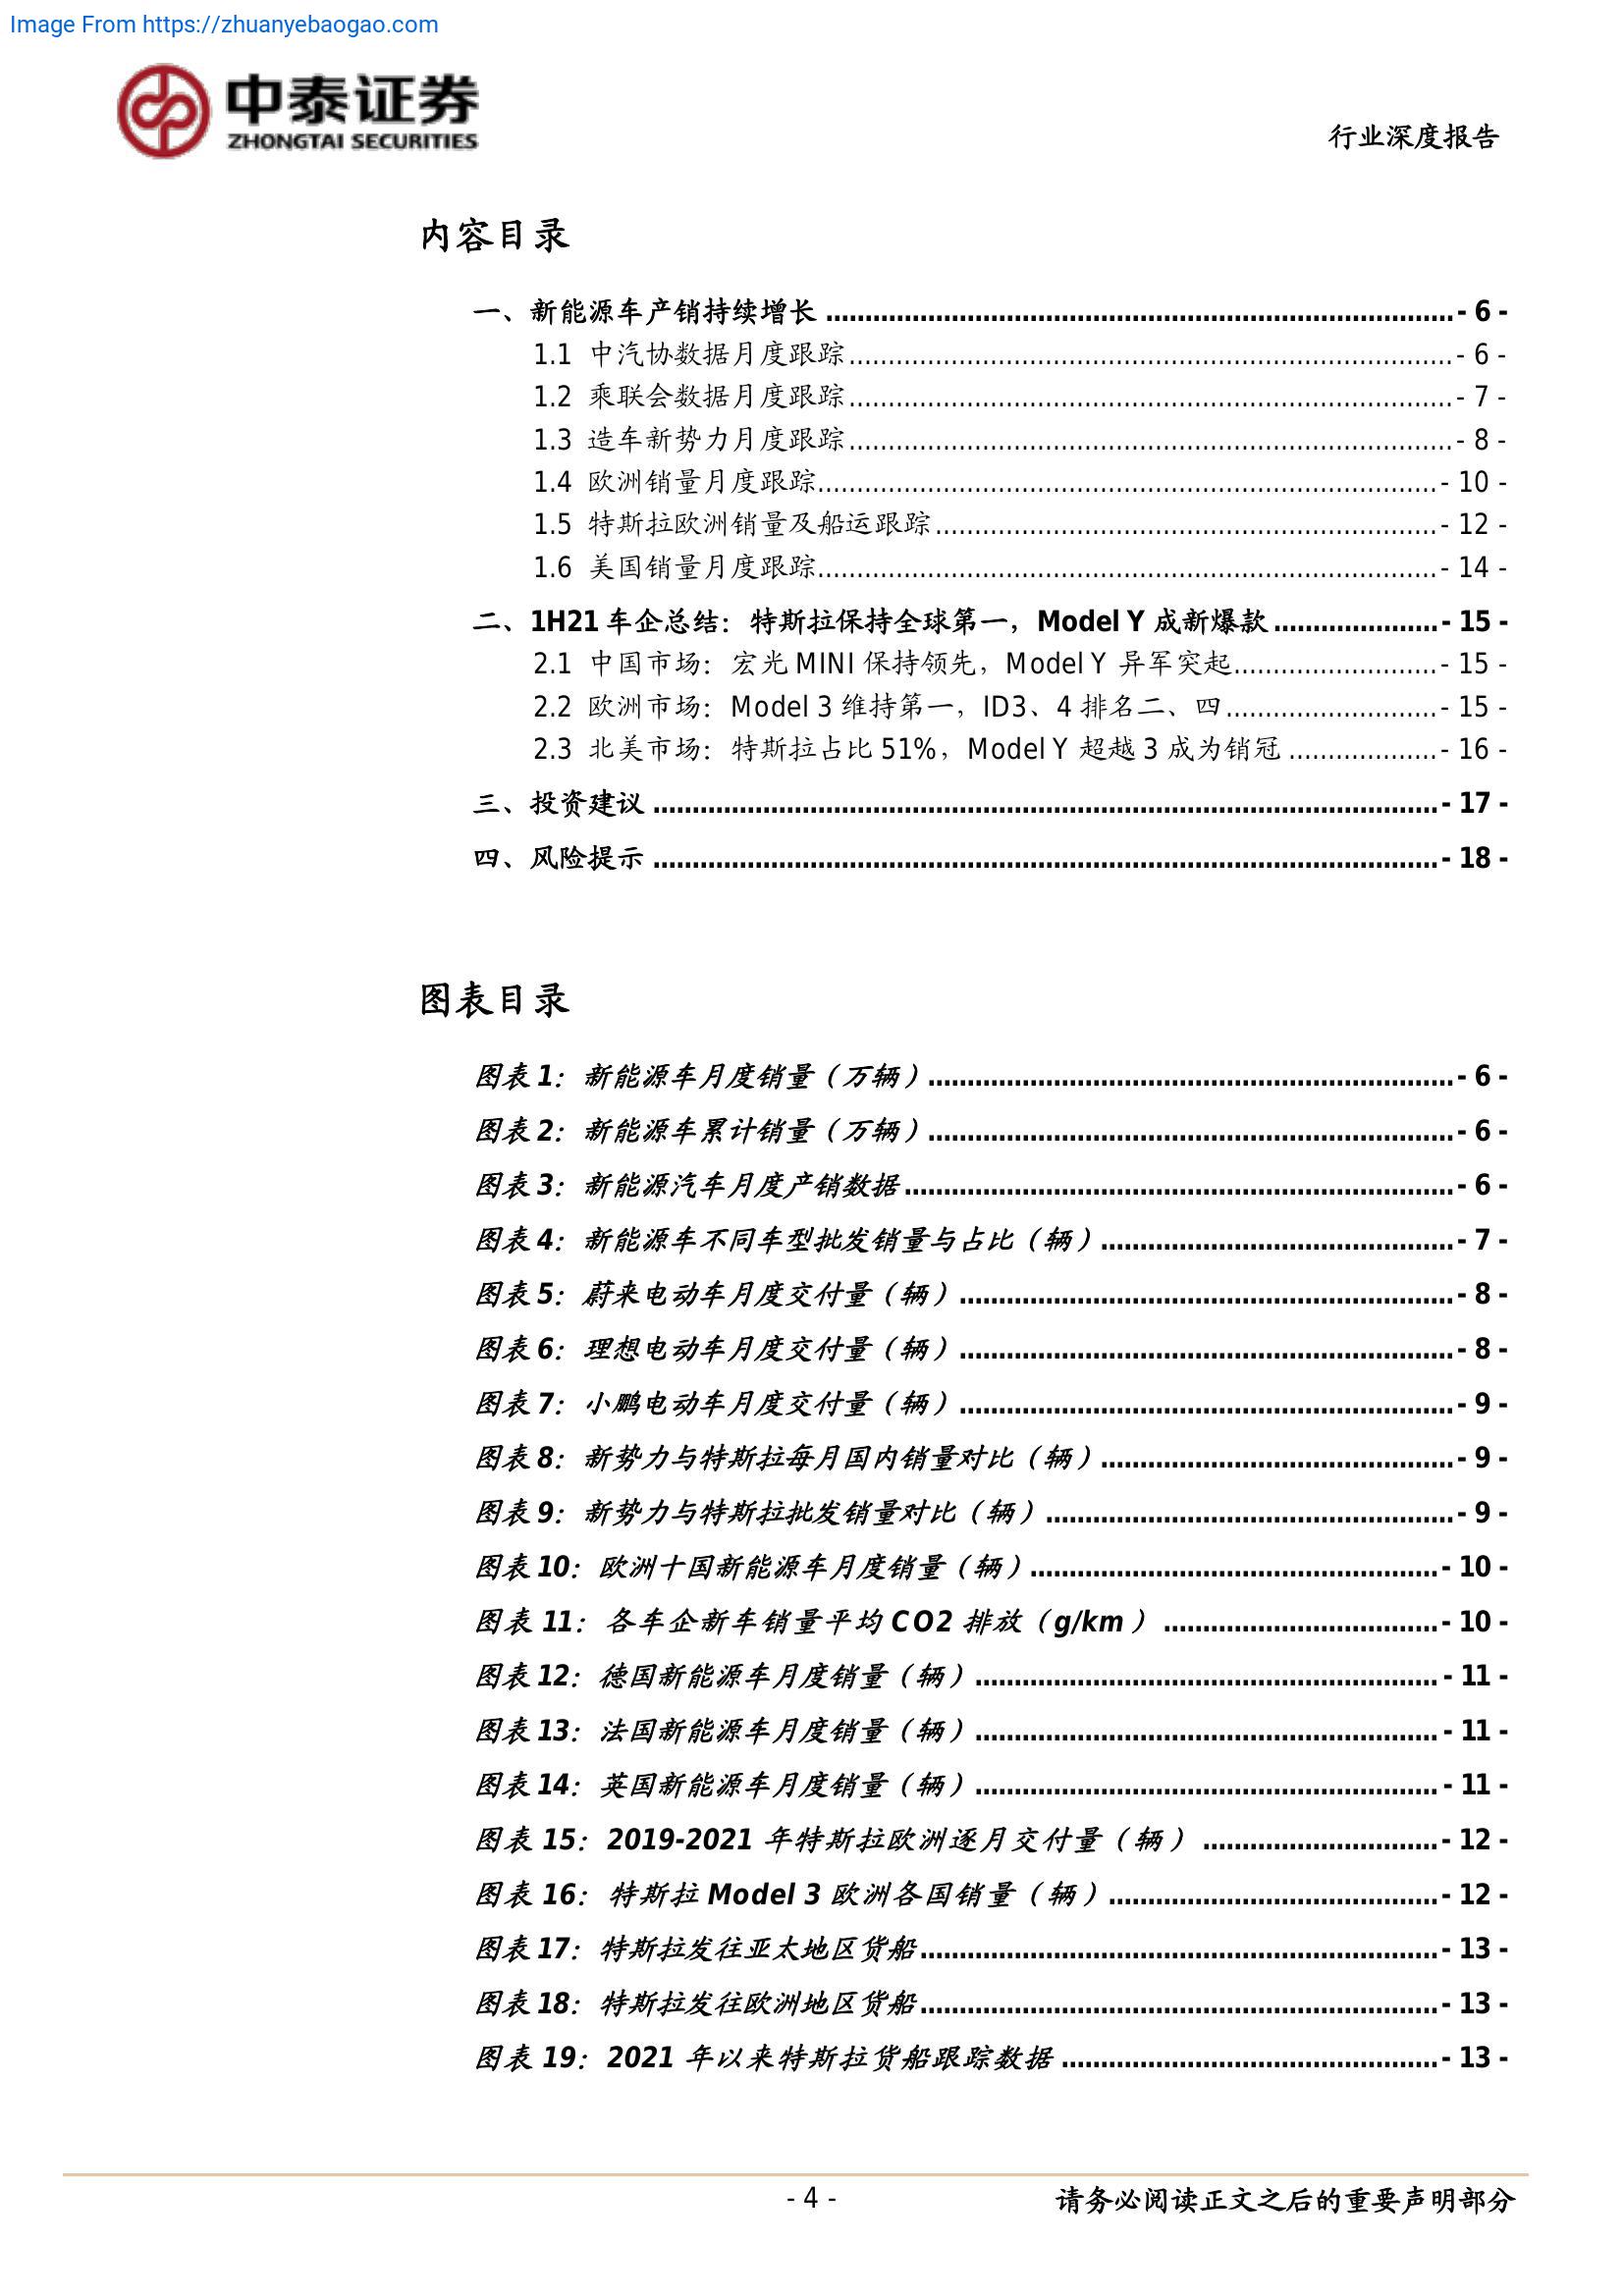 Image From https://zhuanyebaogao.com
中泰证券
ZHONGTAI SECURITIES
行业深度报告
内容目录
一、新能源车产销持续增长 ........ - 6 -
1.1 中汽协数据月度跟踪 ........ - 6 -
1.2 乘联会数据月度跟踪 ........ - 7 -
1.3 造车新势力月度跟踪 ........ - 8 -
1.4 欧洲销量月度跟踪 ........ - 10 -
1.5 特斯拉欧洲销量及船运跟踪 ........ - 12 -
1.6 美国销量月度跟踪 ........ - 14 -
二、1H21 车企总结：特斯拉保持全球第一，Model Y 成新爆款 ........ - 15 -
2.1 中国市场：宏光 MINI 保持领先，Model Y 异军突起 ........ - 15 -
2.2 欧洲市场：Model 3 维持第一，ID3、4 排名二、四 ........ - 15 -
2.3 北美市场：特斯拉占比 51%，Model Y 超越 3 成为销冠 ........ - 16 -
三、投资建议 ........ - 17 -
四、风险提示 ........ - 18 -
图表目录
图表 1：新能源车月度销量（万辆） ........ - 6 -
图表 2：新能源车累计销量（万辆） ........ - 6 -
图表 3：新能源汽车月度产销数据 ........ - 6 -
图表 4：新能源车不同车型批发销量与占比（辆） ........ - 7 -
图表 5：蔚来电动车月度交付量（辆） ........ - 8 -
图表 6：理想电动车月度交付量（辆） ........ - 8 -
图表 7：小鹏电动车月度交付量（辆） ........ - 9 -
图表 8：新势力与特斯拉每月国内销量对比（辆） ........ - 9 -
图表 9：新势力与特斯拉批发销量对比（辆） ........ - 9 -
图表 10：欧洲十国新能源车月度销量（辆） ........ - 10 -
图表 11：各车企新车销量平均 CO2 排放（g/km） ........ - 10 -
图表 12：德国新能源车月度销量（辆） ........ - 11 -
图表 13：法国新能源车月度销量（辆） ........ - 11 -
图表 14：英国新能源车月度销量（辆） ........ - 11 -
图表 15：2019-2021 年特斯拉欧洲逐月交付量（辆） ........ - 12 -
图表 16：特斯拉 Model 3 欧洲各国销量（辆） ........ - 12 -
图表 17：特斯拉发往亚太地区货船 ........ - 13 -
图表 18：特斯拉发往欧洲地区货船 ........ - 13 -
图表 19：2021 年以来特斯拉货船跟踪数据 ........ - 13 -
- 4 -
请务必阅读正文之后的重要声明部分